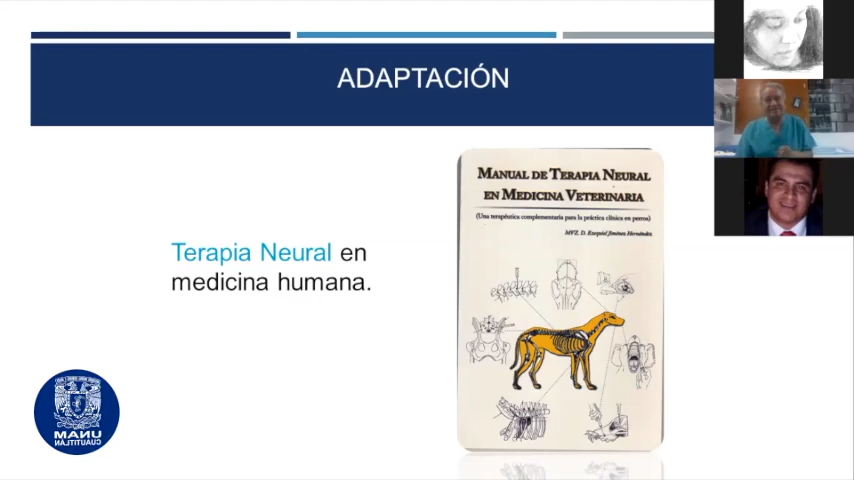 ADAPTACIÓN
MANUAL DE TERAPIA NEURAL
EN MEDICINA VETERINARIA
(Una terapéutica complementaria para la práctica clínica en perros)
MVZ. D. Ezequiel Jiménez Hernández
Terapia Neural en
medicina humana.
UNAM
CUAUTITLÁN